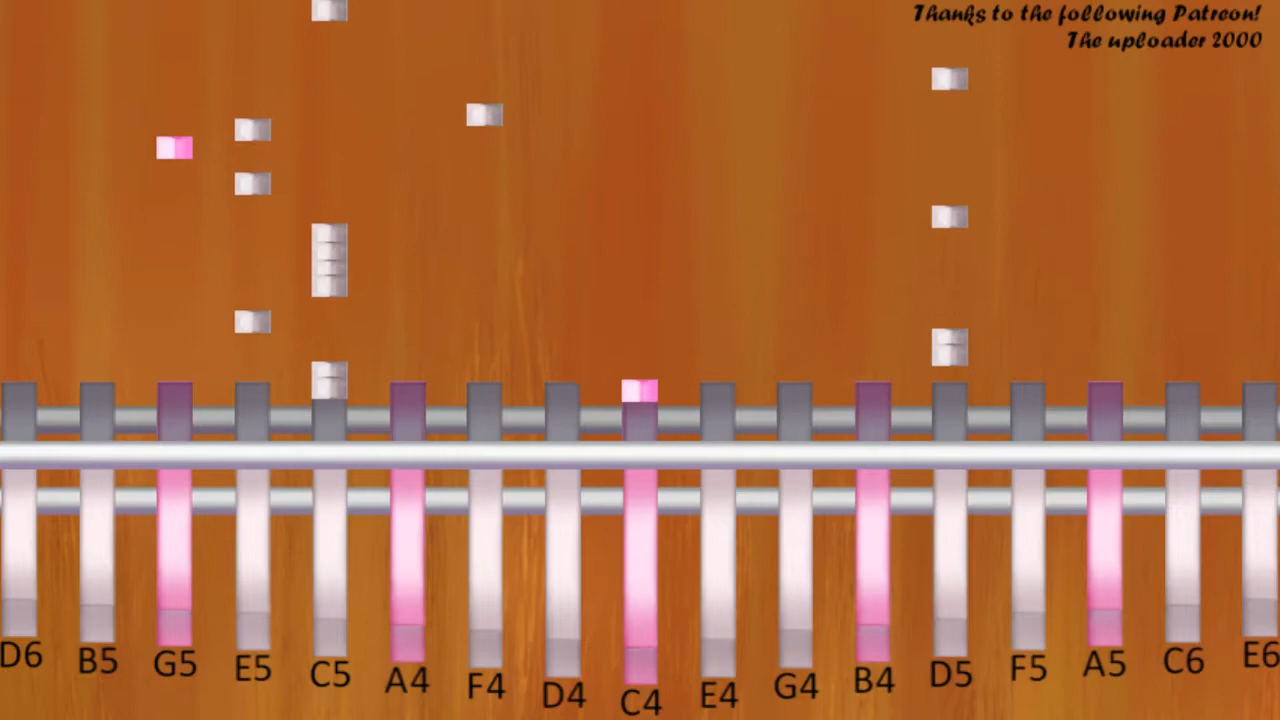 Thanks to the following Patreon!
The uploader 2000
D6 B5 G5 E5 C5 A4 F4 D4 C4 E4 G4 B4 D5 F5 A5 C6 E6